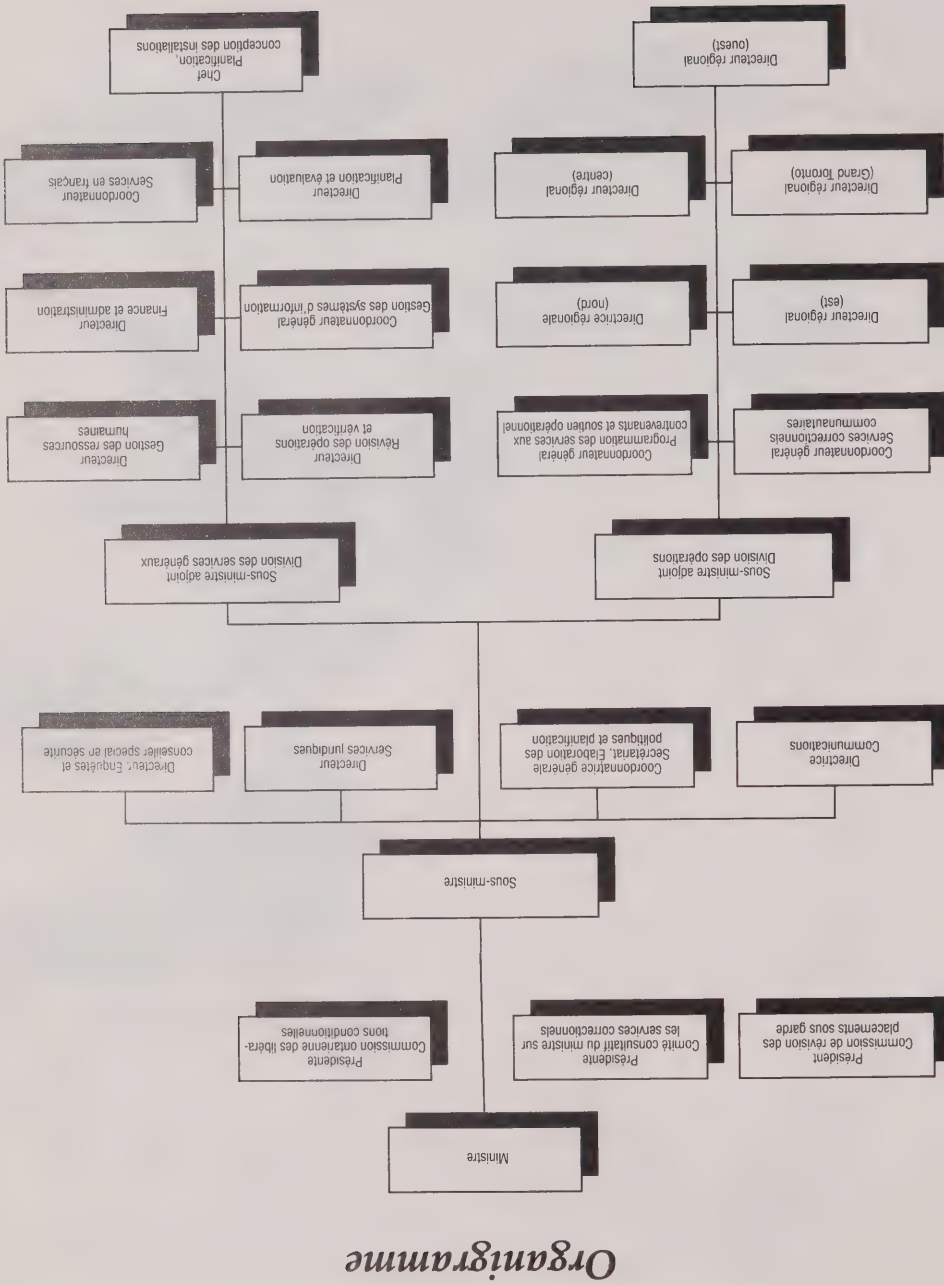 Organigramme
Ministre
Président
Commission de révision des
placements sous garde
Présidente
Comité consultatif du ministre sur
les services correctionnels
Présidente
Commission ontarienne des libéra-
tions conditionnelles
Sous-ministre
Directrice
Communications
Coordonnatrice générale
Secrétariat, Élaboration des
politiques et planification
Directeur
Services juridiques
Directeur, Enquêtes et
conseiller spécial en sécurité
Sous-ministre adjoint
Division des opérations
Sous-ministre adjoint
Division des services généraux
Coordonnateur général
Services correctionnels
communautaires
Coordonnateur général
Programmation des services aux
contrevenants et soutien opérationnel
Directeur
Révision des opérations
et vérification
Directeur
Gestion des ressources
humaines
Directeur régional
(est)
Directrice régionale
(nord)
Coordonnateur général
Gestion des systèmes d'information
Directeur
Finance et administration
Directeur régional
(Grand Toronto)
Directeur régional
(centre)
Directeur
Planification et évaluation
Coordonnateur
Services en français
Directeur régional
(ouest)
Chef
Planification,
conception des installations